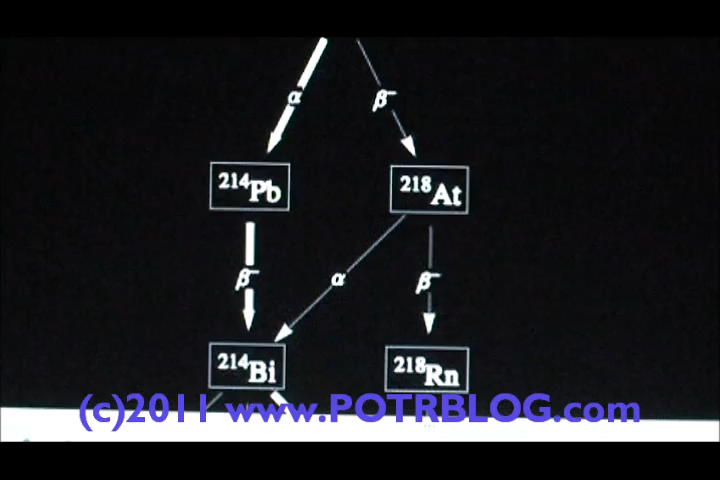 α β⁻
²¹⁴Pb ²¹⁸At
β⁻ α β⁻
²¹⁴Bi ²¹⁸Rn
(c)2011 www.POTRBLOG.com